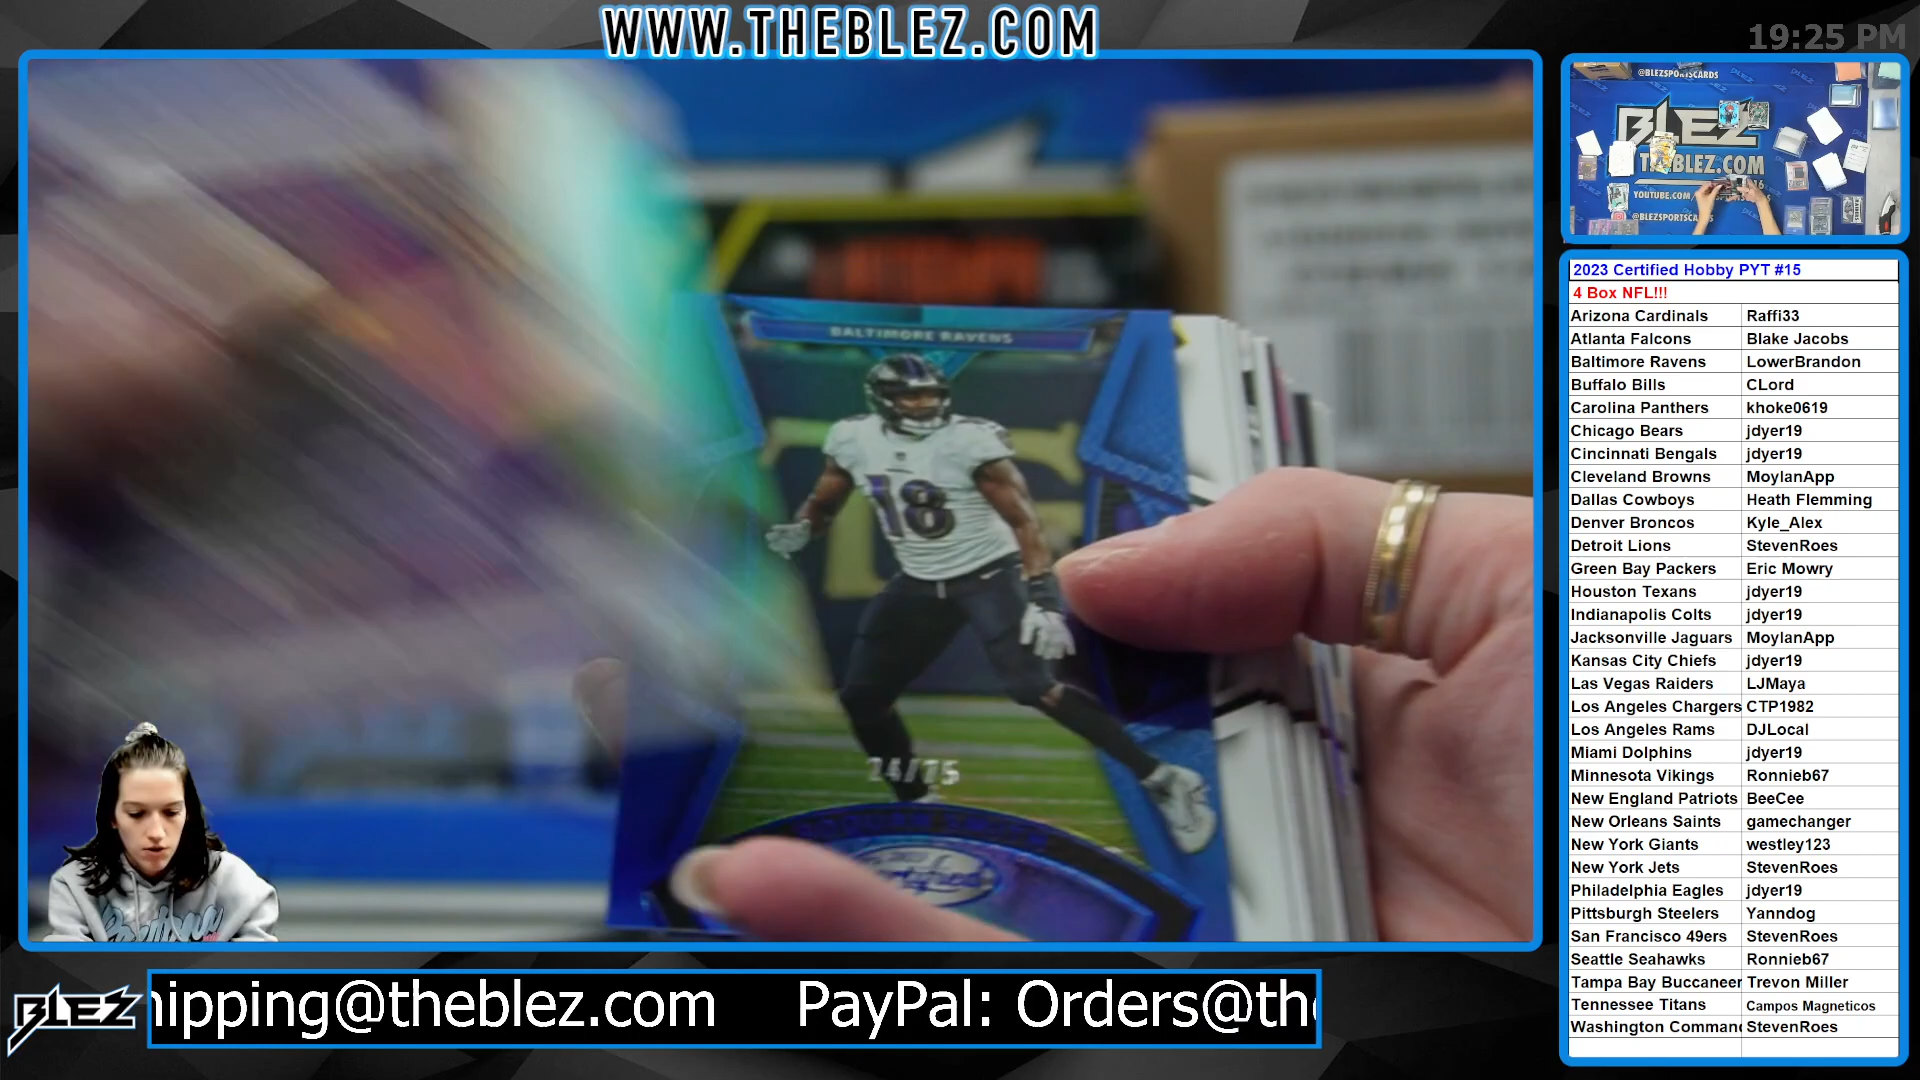 WWW.THEBLEZ.COM
19:25 PM
@BLEZSPORTSCARDS
BLEZ
THEBLEZ.COM
YOUTUBE.COM/
@BLEZSPORTSCARDS
BALTIMORE RAVENS
18
24/75
2023 Certified Hobby PYT #15
4 Box NFL!!!
Arizona Cardinals Raffi33
Atlanta Falcons Blake Jacobs
Baltimore Ravens LowerBrandon
Buffalo Bills CLord
Carolina Panthers khoke0619
Chicago Bears jdyer19
Cincinnati Bengals jdyer19
Cleveland Browns MoylanApp
Dallas Cowboys Heath Flemming
Denver Broncos Kyle_Alex
Detroit Lions StevenRoes
Green Bay Packers Eric Mowry
Houston Texans jdyer19
Indianapolis Colts jdyer19
Jacksonville Jaguars MoylanApp
Kansas City Chiefs jdyer19
Las Vegas Raiders LJMaya
Los Angeles Chargers CTP1982
Los Angeles Rams DJLocal
Miami Dolphins jdyer19
Minnesota Vikings Ronnieb67
New England Patriots BeeCee
New Orleans Saints gamechanger
New York Giants westley123
New York Jets StevenRoes
Philadelphia Eagles jdyer19
Pittsburgh Steelers Yanndog
San Francisco 49ers StevenRoes
Seattle Seahawks Ronnieb67
Tampa Bay Buccaneer Trevon Miller
Tennessee Titans Campos Magneticos
Washington Comman StevenRoes
BLEZ
hipping@theblez.com PayPal: Orders@th